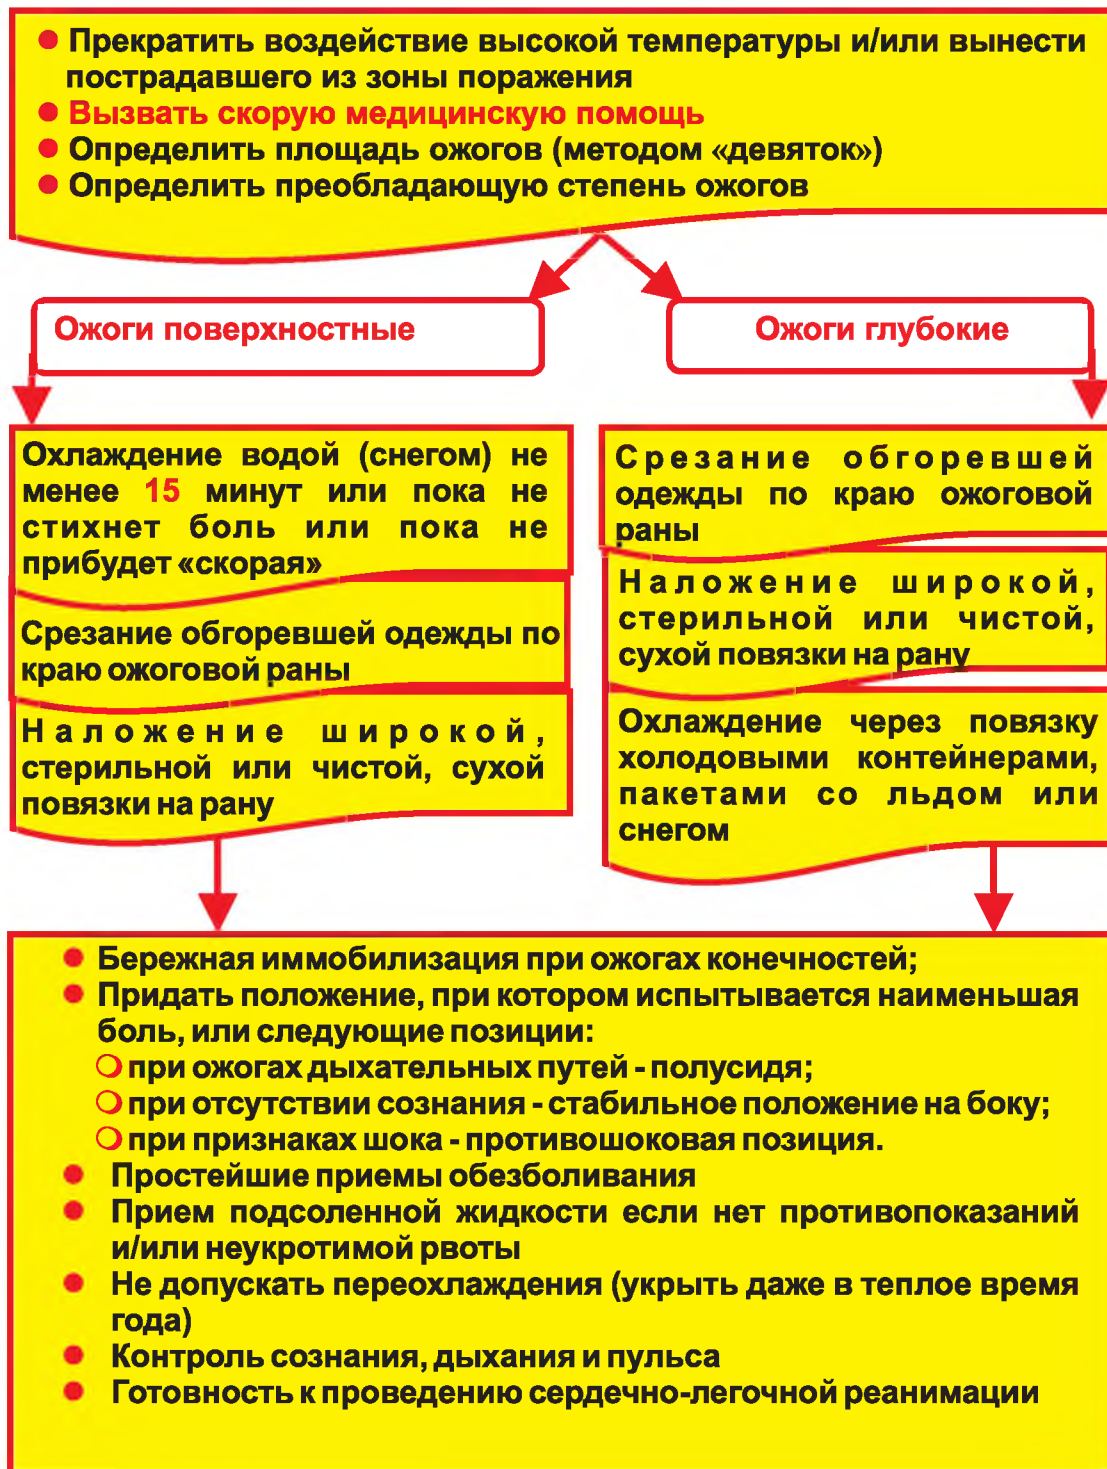 Прекратить воздействие высокой температуры и/или вынести
пострадавшего из зоны поражения
Вызвать скорую медицинскую помощь
Определить площадь ожогов (методом «девяток»)
Определить преобладающую степень ожогов
Ожоги поверхностные
Ожоги глубокие
Охлаждение водой (снегом) не
менее 15 минут или пока не
стихнет боль или пока не
прибудет «скорая»
Срезание обгоревшей одежды по
краю ожоговой раны
Наложение широкой,
стерильной или чистой, сухой
повязки на рану
Срезание обгоревшей
одежды по краю ожоговой
раны
Наложение широкой,
стерильной или чистой,
сухой повязки на рану
Охлаждение через повязку
холодовыми контейнерами,
пакетами со льдом или
снегом
Бережная иммобилизация при ожогах конечностей;
Придать положение, при котором испытывается наименьшая
боль, или следующие позиции:
при ожогах дыхательных путей - полусидя;
при отсутствии сознания - стабильное положение на боку;
при признаках шока - противошоковая позиция.
Простейшие приемы обезболивания
Прием подсоленной жидкости если нет противопоказаний
и/или неукротимой рвоты
Не допускать переохлаждения (укрыть даже в теплое время
года)
Контроль сознания, дыхания и пульса
Готовность к проведению сердечно-легочной реанимации